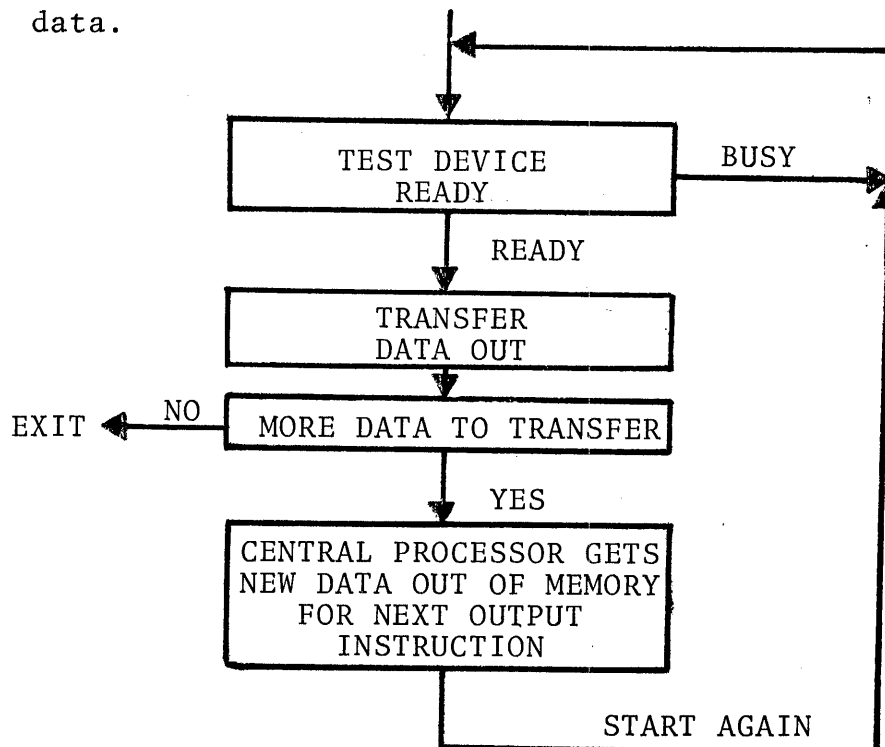 data.
TEST DEVICE
READY
BUSY
READY
TRANSFER
DATA OUT
EXIT
NO
MORE DATA TO TRANSFER
YES
CENTRAL PROCESSOR GETS
NEW DATA OUT OF MEMORY
FOR NEXT OUTPUT
INSTRUCTION
START AGAIN